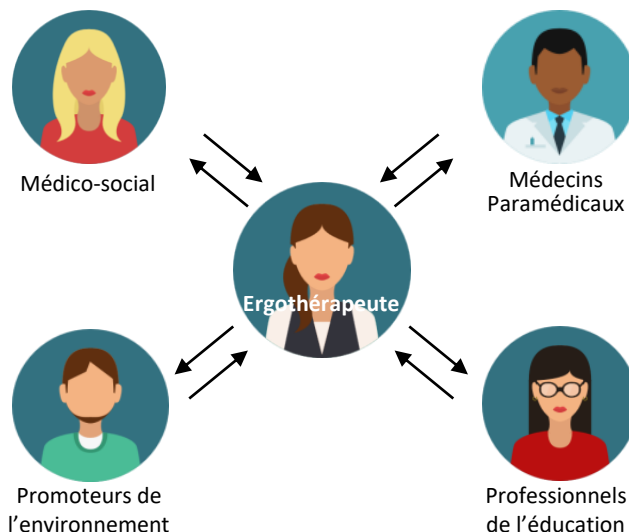 Médico-social
Médecins
Paramédicaux
Ergothérapeute
Promoteurs de
l’environnement
Professionnels
de l’éducation